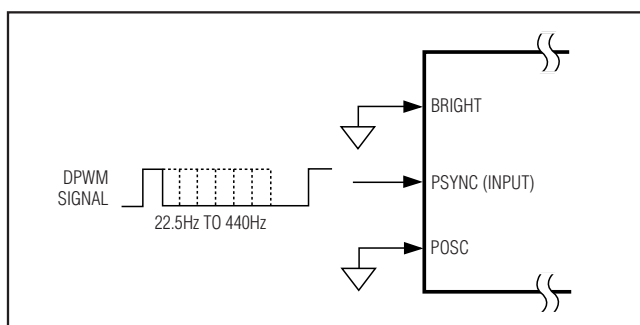 BRIGHT
DPWM
SIGNAL
PSYNC (INPUT)
22.5Hz TO 440Hz
POSC